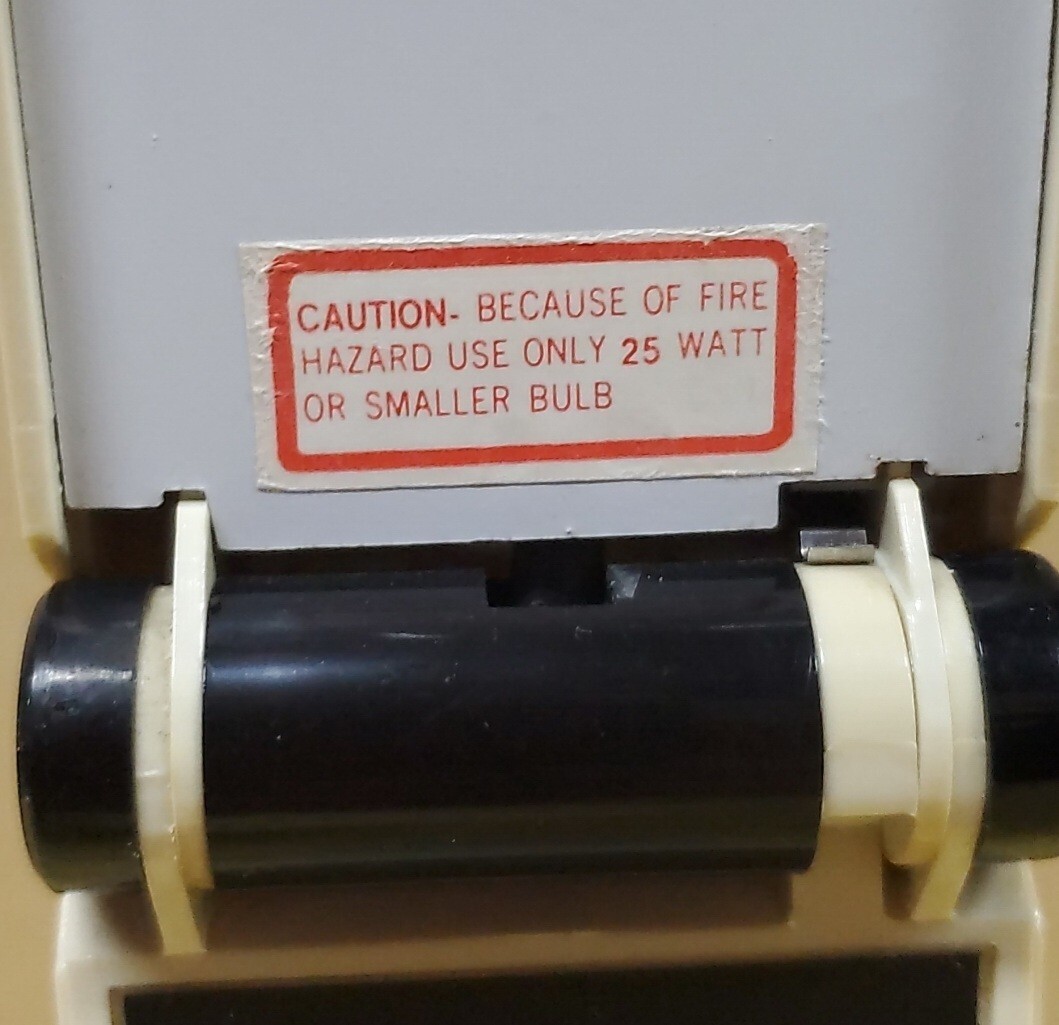 CAUTION- BECAUSE OF FIRE
HAZARD USE ONLY 25 WATT
OR SMALLER BULB